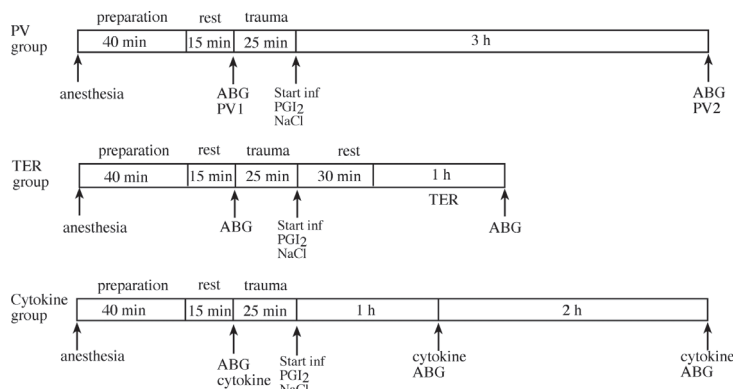 preparation rest trauma
PV group
40 min 15 min 25 min 3 h
anesthesia
ABG
PV1
Start inf
PGI2
NaCl
ABG
PV2
preparation rest trauma rest
TER group
40 min 15 min 25 min 30 min 1 h
TER
anesthesia
ABG
Start inf
PGI2
NaCl
ABG
preparation rest trauma
Cytokine group
40 min 15 min 25 min 1 h 2 h
anesthesia
ABG
cytokine
Start inf
PGI2
NaCl
cytokine
ABG
cytokine
ABG